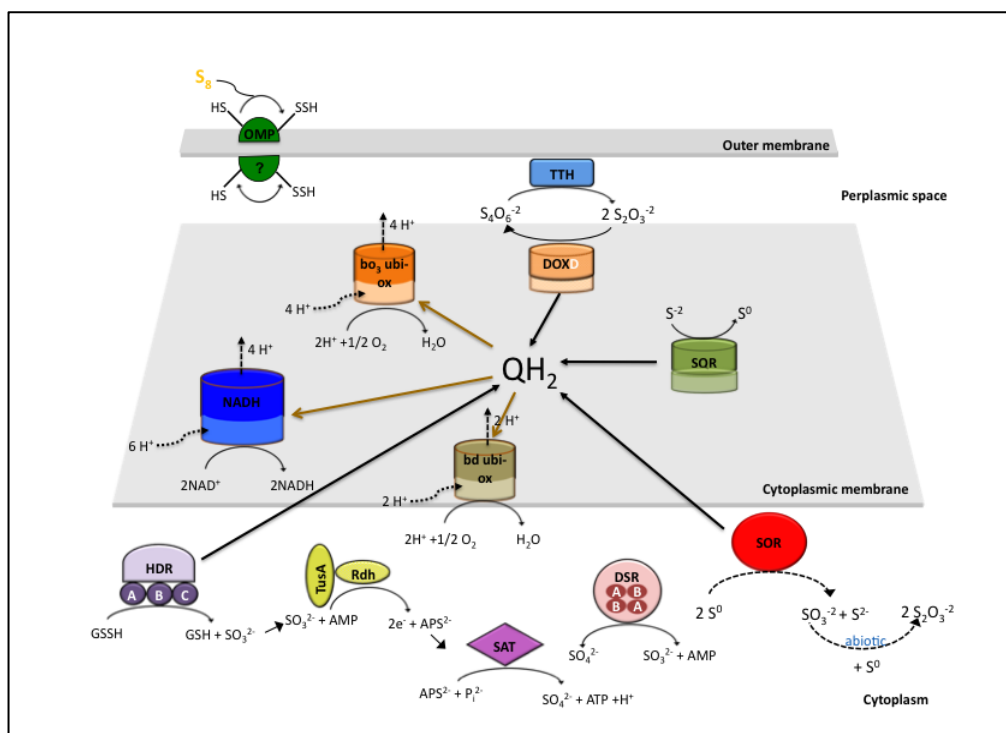 S8
HS
SSH
OMP
Outer membrane
?
HS
SSH
TTH
Perplasmic space
S4O6-2
2 S2O3-2
4 H+
bo3 ubi-
ox
DOXD
4 H+
2H+ +1/2 O2
H2O
S-2
S0
SQR
4 H+
QH2
NADH
6 H+
2NAD+
2NADH
2 H+
bd ubi-
ox
2 H+
Cytoplasmic membrane
2H+ +1/2 O2
H2O
SOR
HDR
A B C
TusA
Rdh
DSR
A B
B A
GSSH
GSH + SO32-
SO32- + AMP
2e- + APS2-
2 S0
SO3-2 + S2-
2 S2O3-2
abiotic
+ S0
SAT
SO42-
SO32- + AMP
APS2- + Pi2-
SO42- + ATP +H+
Cytoplasm